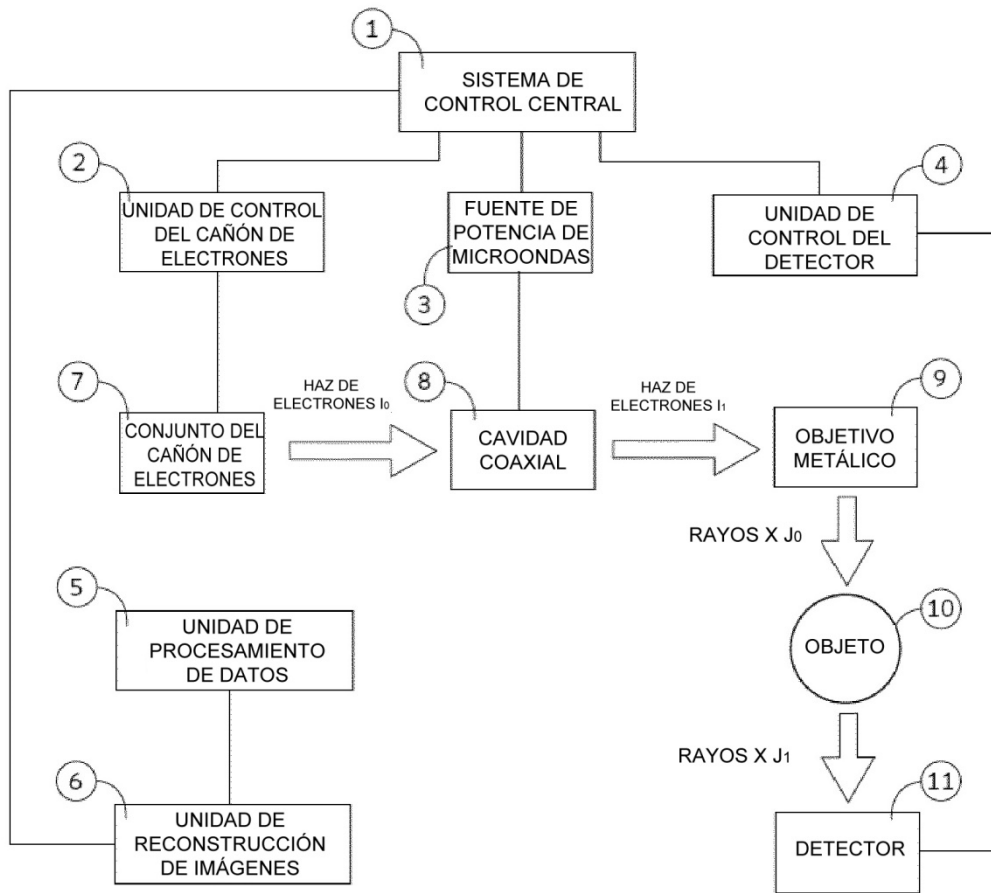 1
SISTEMA DE
CONTROL CENTRAL
2
UNIDAD DE CONTROL
DEL CAÑÓN DE
ELECTRONES
FUENTE DE
POTENCIA DE
MICROONDAS
3
4
UNIDAD DE
CONTROL DEL
DETECTOR
7
CONJUNTO DEL
CAÑÓN DE
ELECTRONES
HAZ DE
ELECTRONES I₀
8
CAVIDAD
COAXIAL
HAZ DE
ELECTRONES I₁
9
OBJETIVO
METÁLICO
RAYOS X J₀
5
UNIDAD DE
PROCESAMIENTO
DE DATOS
10
OBJETO
RAYOS X J₁
6
UNIDAD DE
RECONSTRUCCIÓN
DE IMÁGENES
11
DETECTOR